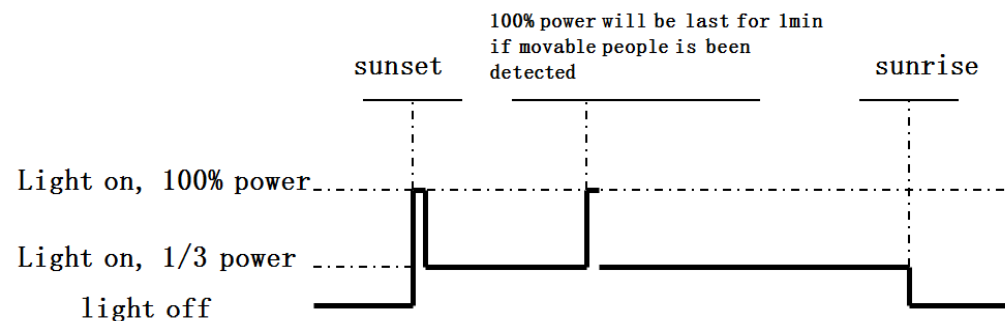 100% power will be last for 1min
if movable people is been
detected
sunset
sunrise
Light on, 100% power
Light on, 1/3 power
light off